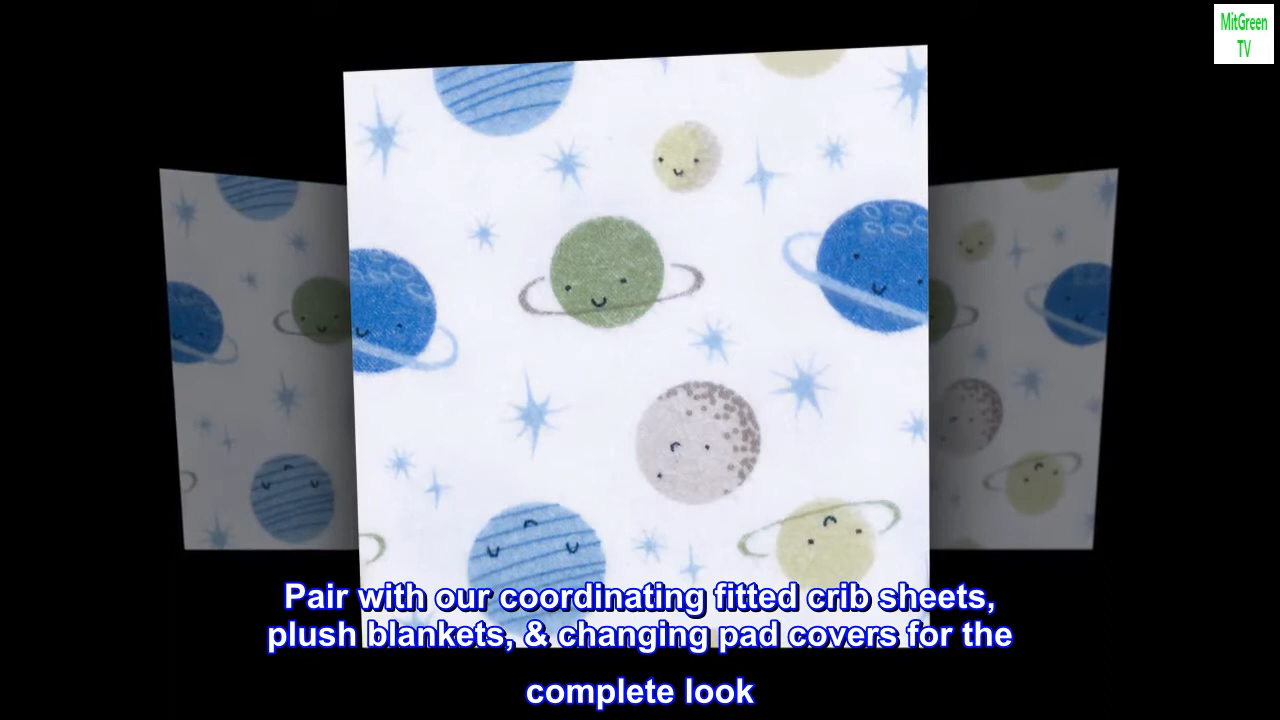 MitGreen
TV
Pair with our coordinating fitted crib sheets,
plush blankets, & changing pad covers for the
complete look